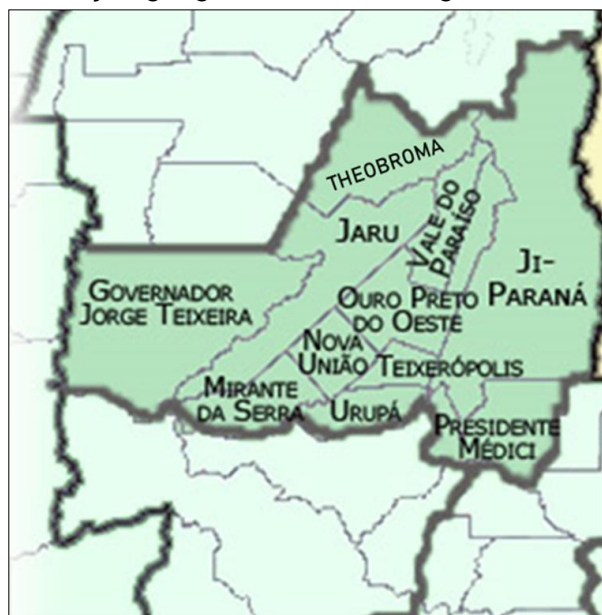 THEOBROMA
JARU
VALE DO
PARAÍSO
JI-
PARANÁ
GOVERNADOR
JORGE TEIXEIRA
OURO PRETO
DO OESTE
NOVA
UNIÃO
TEIXERÓPOLIS
MIRANTE
DA SERRA
URUPÁ
PRESIDENTE
MÉDICI